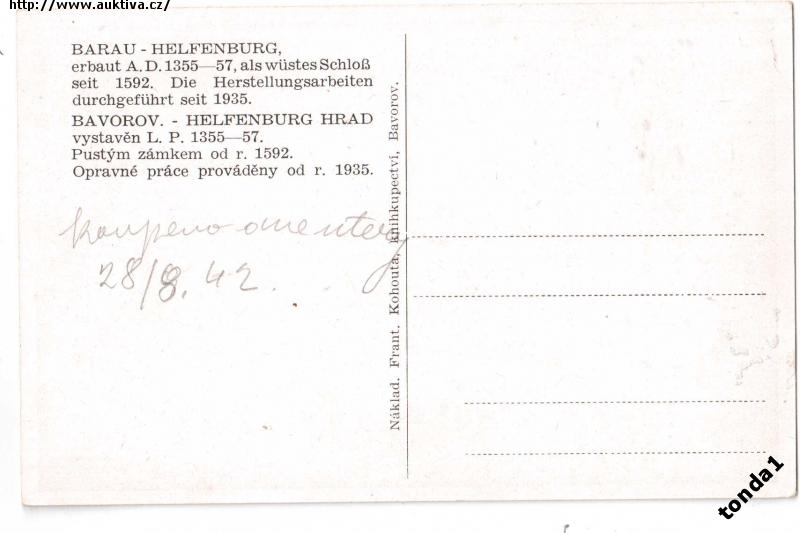 http://www.auktiva.cz/
BARAU - HELFENBURG,
erbaut A. D. 1355—57, als wüstes Schloß
seit 1592. Die Herstellungsarbeiten
durchgeführt seit 1935.
BAVOROV. - HELFENBURG HRAD
vystavěn L. P. 1355—57.
Pustým zámkem od r. 1592.
Opravné práce prováděny od r. 1935.
koupeno
28/8. 42.
Náklad. Frant. Kohouta, knihkupectví, Bavorov.
tonda1